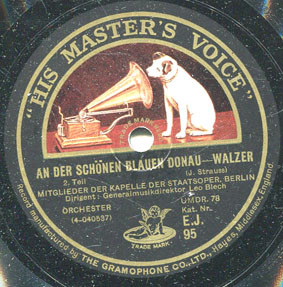 "HIS MASTER'S VOICE"
TRADE MARK
AN DER SCHÖNEN BLAUEN DONAU—WALZER
2. Teil (J. Strauss)
MITGLIEDER DER KAPELLE DER STAATSOPER, BERLIN
Dirigent: Generalmusikdirektor Leo Blech
ORCHESTER UMDR. 78
(4-040537) Kat. Nr.
E.J.
95
TRADE MARK
Record manufactured by THE GRAMOPHONE CO., LTD., Hayes, Middlesex, England.